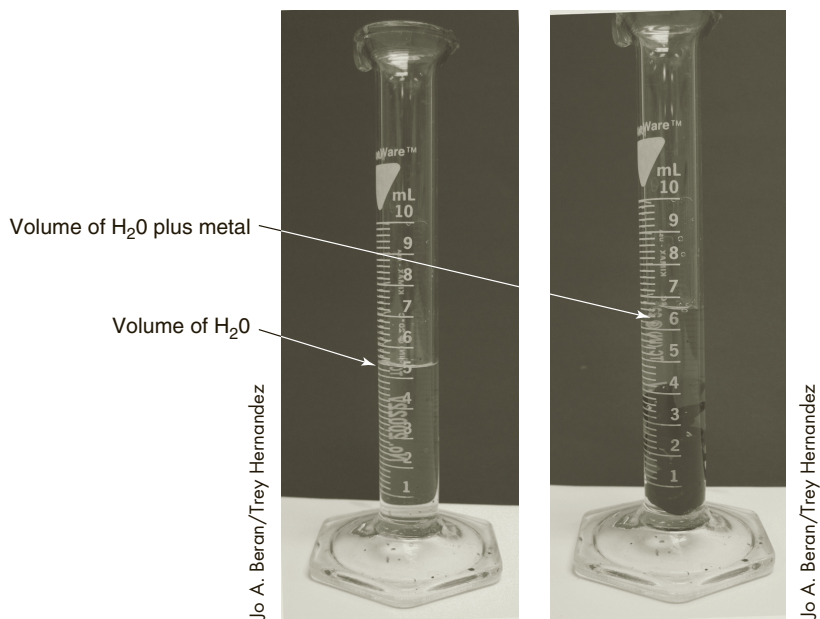 Volume of H₂0 plus metal
Volume of H₂0
Jo A. Beran/Trey Hernandez
Ware™
mL
10
9
8
7
6
5
4
3
2
1
Ware™
mL
10
9
8
7
6
5
4
3
2
1
Jo A. Beran/Trey Hernandez